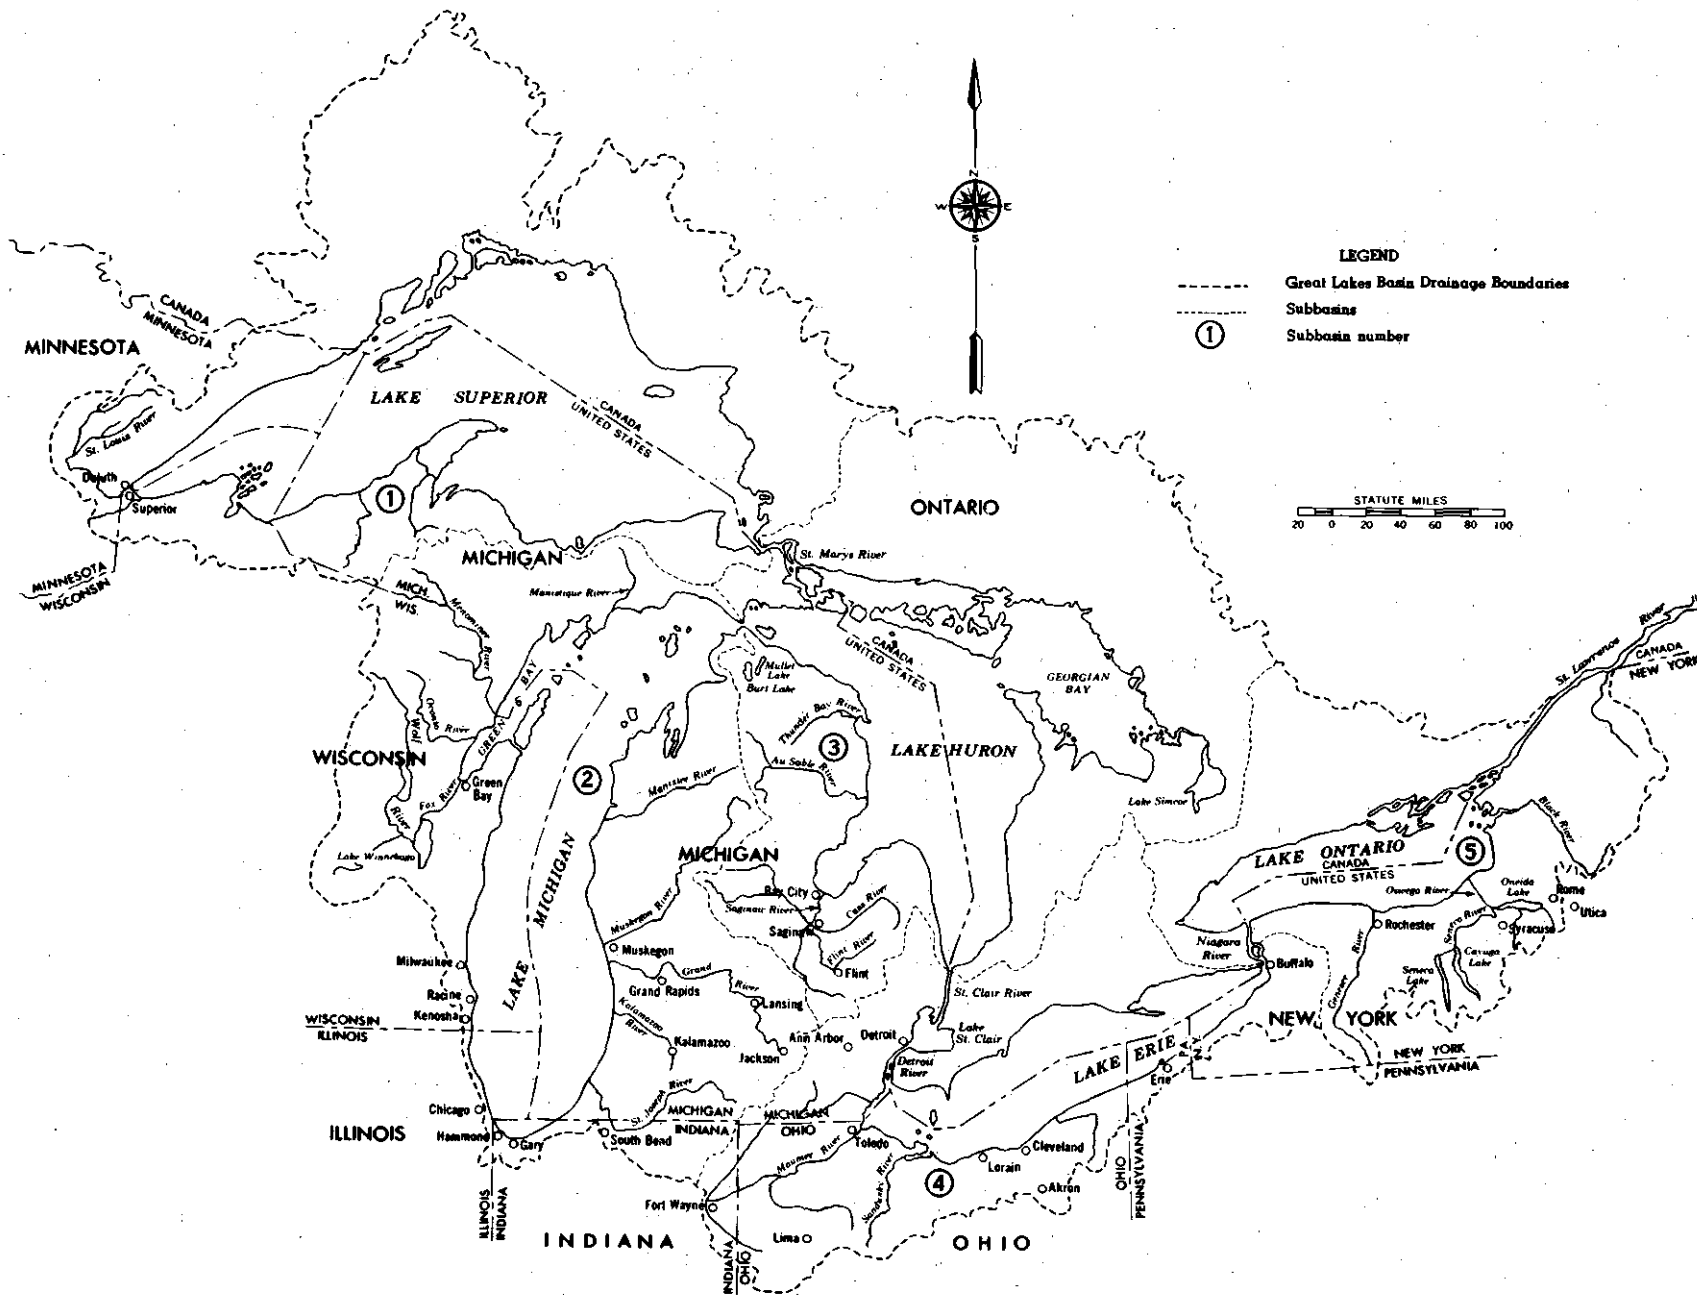 N
W E
S
LEGEND
Great Lakes Basin Drainage Boundaries
Subbasins
① Subbasin number
CANADA
MINNESOTA
MINNESOTA
LAKE SUPERIOR
CANADA
UNITED STATES
St. Louis River
Duluth
Superior
①
ONTARIO
STATUTE MILES
20 0 20 40 60 80 100
MICHIGAN
St. Marys River
MINNESOTA
WISCONSIN
MICH.
WIS.
Manistique River
Menominee River
CANADA
UNITED STATES
St. Lawrence River
CANADA
NEW YORK
GEORGIAN
BAY
Mullet
Lake
Burt Lake
GREEN BAY
Oconto River
Wolf
River
Thunder Bay River
③
LAKE HURON
WISCONSIN
②
Au Sable River
Manistee River
Green
Bay
Fox River
Lake Simcoe
Black River
Lake Winnebago
MICHIGAN
LAKE ONTARIO
CANADA
UNITED STATES
⑤
LAKE MICHIGAN
Bay City
Saginaw River
Cass River
Saginaw
Muskegon River
Oswego River
Oneida
Lake
Rome
Utica
Rochester
Seneca River
Syracuse
Muskegon
Flint River
Flint
Niagara
River
Buffalo
Cayuga
Lake
Seneca
Lake
Genesee River
Milwaukee
Grand River
Grand Rapids
Lansing
St. Clair River
Racine
Kenosha
Kalamazoo
River
WISCONSIN
ILLINOIS
Kalamazoo
Jackson
Ann Arbor
Detroit
Lake
St. Clair
Detroit
River
NEW YORK
LAKE ERIE
PA.
N.Y.
Erie
NEW YORK
PENNSYLVANIA
Chicago
St. Joseph River
MICHIGAN
INDIANA
MICHIGAN
OHIO
ILLINOIS
Hammond
Gary
South Bend
Toledo
Maumee River
Sandusky River
Lorain
Cleveland
Akron
④
OHIO
PENNSYLVANIA
Fort Wayne
Lima
ILLINOIS
INDIANA
INDIANA
INDIANA
OHIO
OHIO